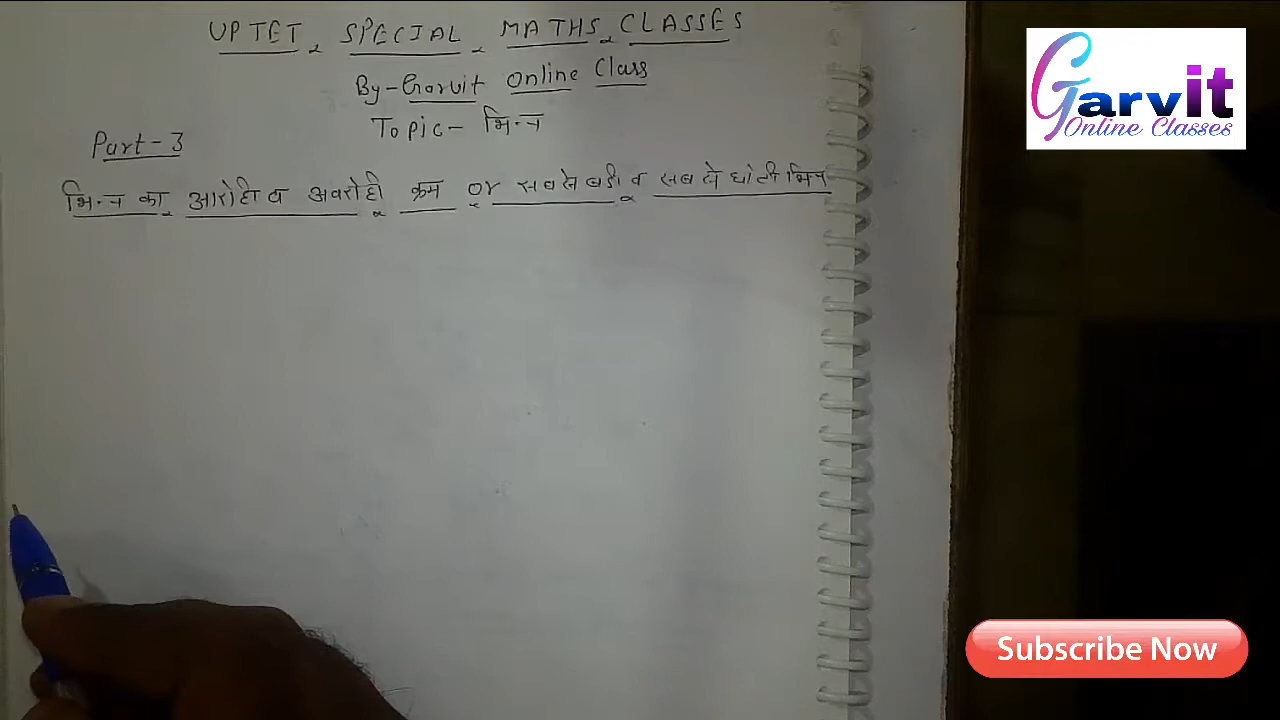 UPTET SPECIAL MATHS CLASSES
By-Garvit Online Class
Topic- भिन्न
Part-3
भिन्न का आरोही व अवरोही क्रम or सबसे बड़ी व सबसे छोटी भिन्न
Garvit
Online Classes
Subscribe Now